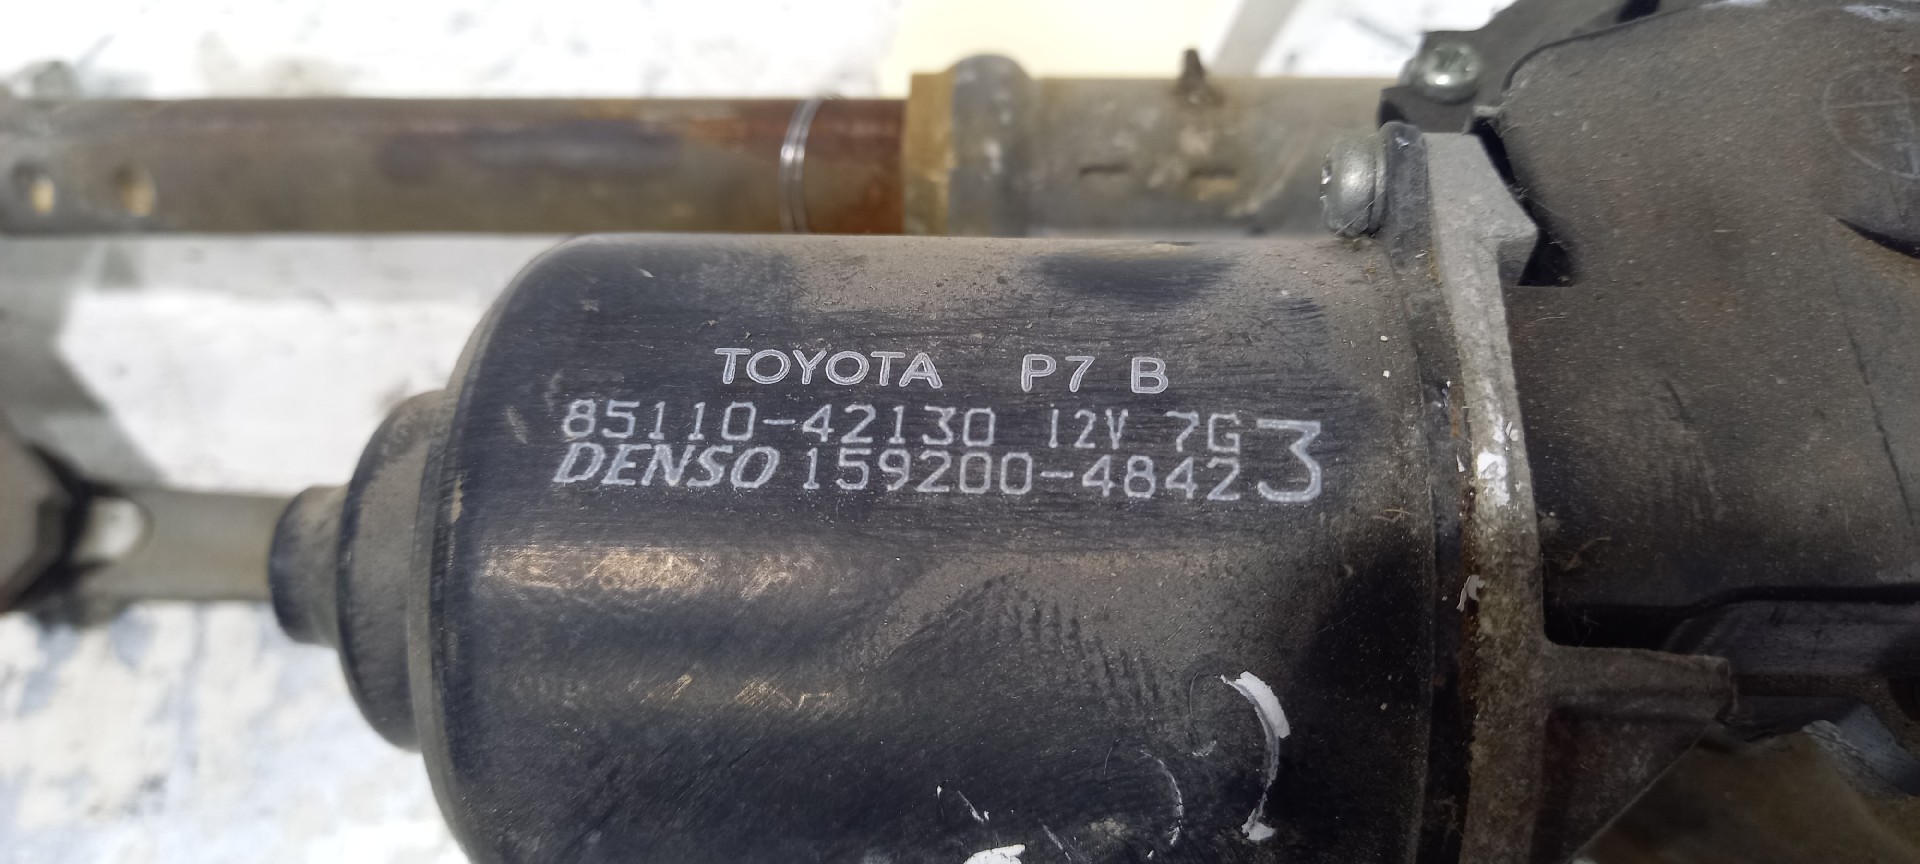 TOYOTA P7 B
85110-42130 12V 7G 3
DENSO 159200-4842